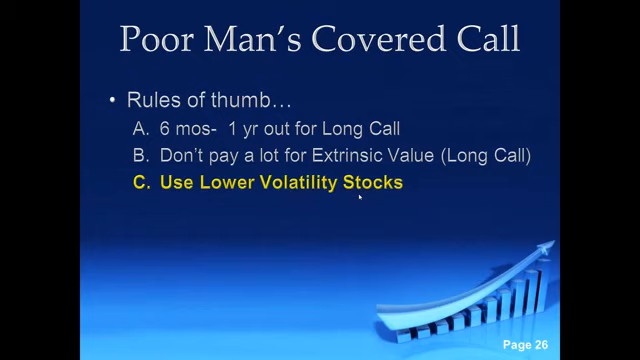 Poor Man's Covered Call
• Rules of thumb…
A. 6 mos- 1 yr out for Long Call
B. Don't pay a lot for Extrinsic Value (Long Call)
C. Use Lower Volatility Stocks
Page 26